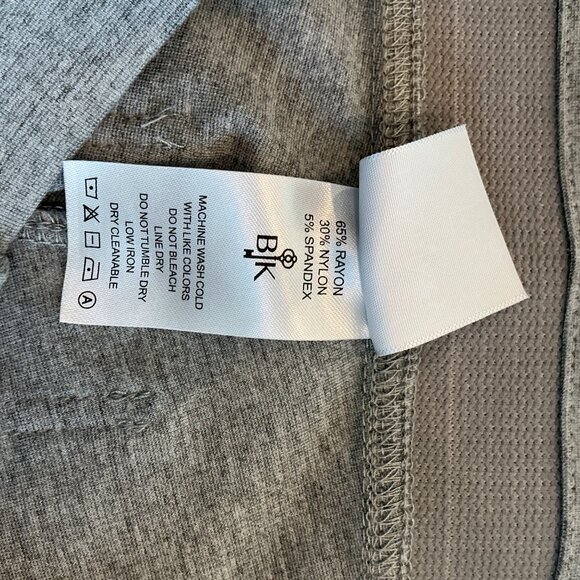 65% RAYON
30% NYLON
5% SPANDEX
BJK
MACHINE WASH COLD
WITH LIKE COLORS
DO NOT BLEACH
LINE DRY
DO NOT TUMBLE DRY
LOW IRON
DRY CLEANABLE
A